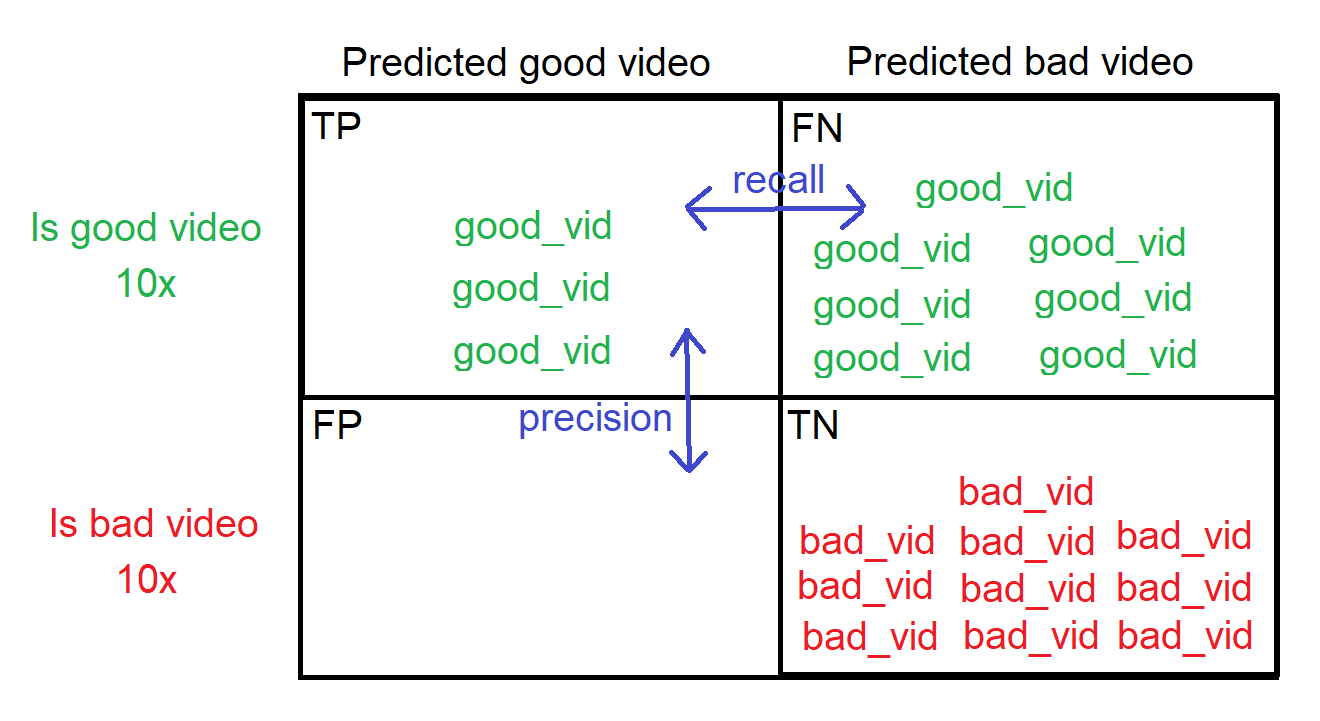 Predicted good video
Predicted bad video
TP
FN
recall
good_vid
Is good video
10x
good_vid
good_vid
good_vid
good_vid
good_vid
good_vid
good_vid
good_vid
good_vid
FP
precision
TN
Is bad video
10x
bad_vid
bad_vid bad_vid bad_vid
bad_vid bad_vid bad_vid
bad_vid bad_vid bad_vid